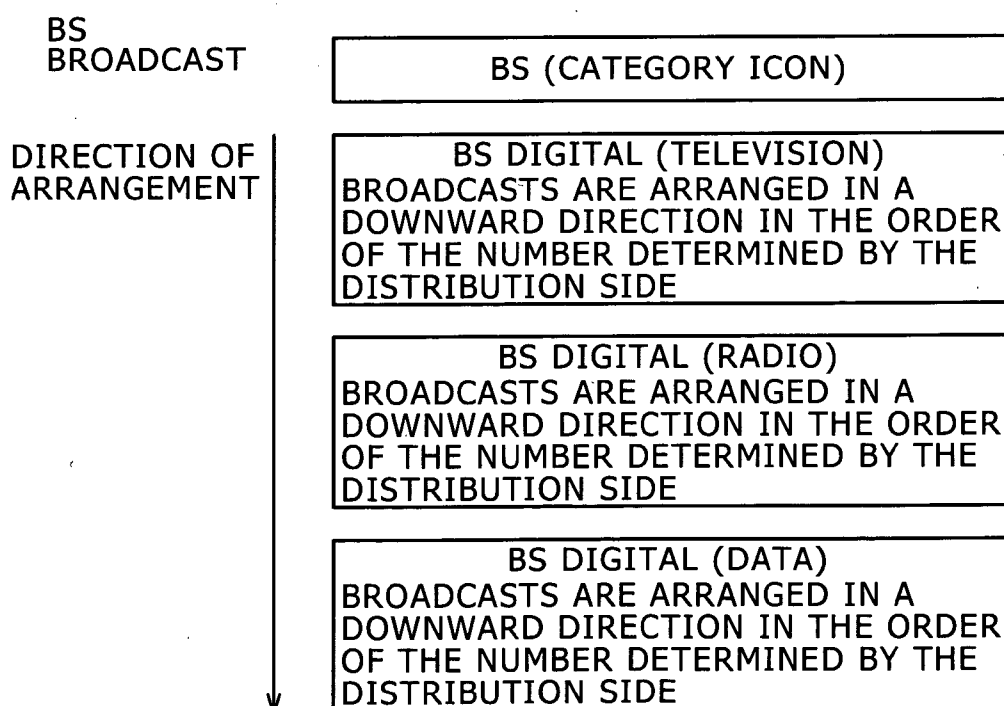 BS
BROADCAST
BS (CATEGORY ICON)
DIRECTION OF
ARRANGEMENT
BS DIGITAL (TELEVISION)
BROADCASTS ARE ARRANGED IN A
DOWNWARD DIRECTION IN THE ORDER
OF THE NUMBER DETERMINED BY THE
DISTRIBUTION SIDE
BS DIGITAL (RADIO)
BROADCASTS ARE ARRANGED IN A
DOWNWARD DIRECTION IN THE ORDER
OF THE NUMBER DETERMINED BY THE
DISTRIBUTION SIDE
BS DIGITAL (DATA)
BROADCASTS ARE ARRANGED IN A
DOWNWARD DIRECTION IN THE ORDER
OF THE NUMBER DETERMINED BY THE
DISTRIBUTION SIDE